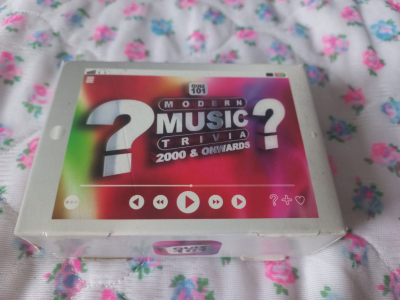 101
MODERN
MUSIC
TRIVIA
2000 & ONWARDS
? ?